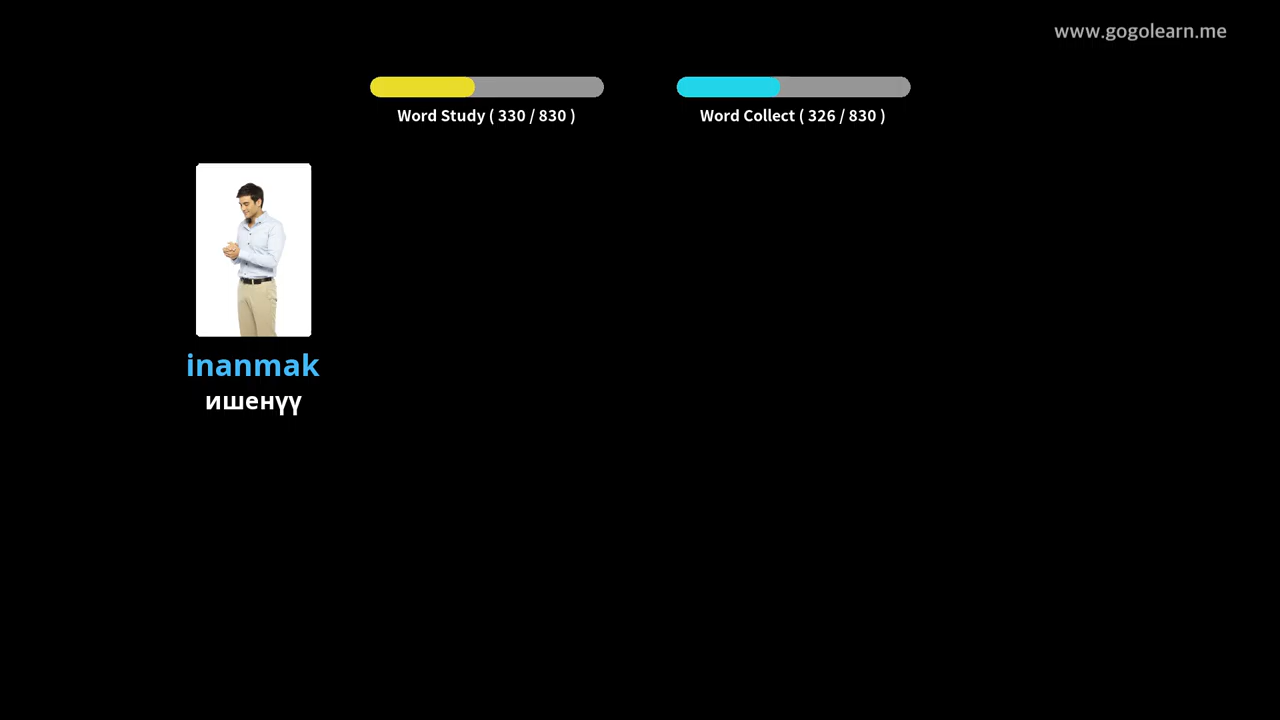 www.gogolearn.me
Word Study ( 330 / 830 )
Word Collect ( 326 / 830 )
inanmak
ишенүү